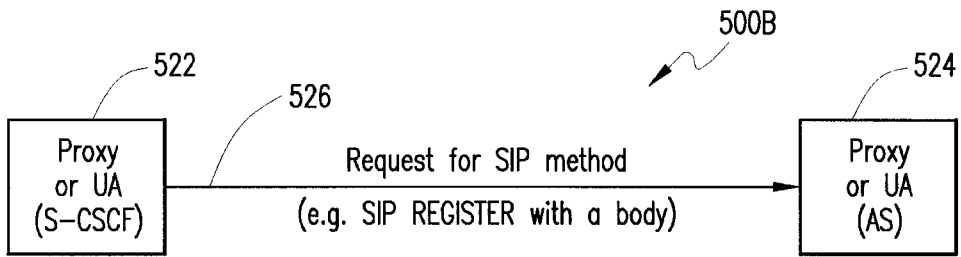 500B
522
524
526
Proxy
or UA
(S-CSCF)
Request for SIP method
(e.g. SIP REGISTER with a body)
Proxy
or UA
(AS)